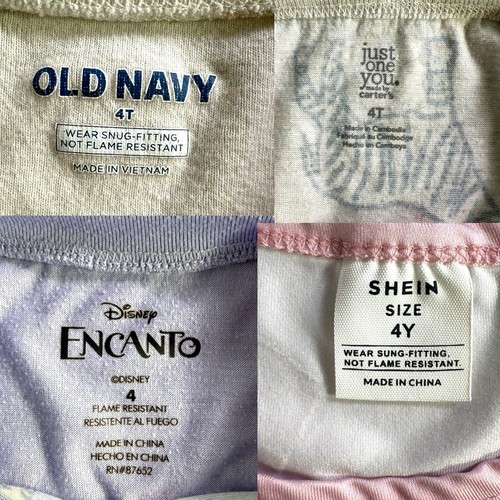 OLD NAVY
4T
WEAR SNUG-FITTING,
NOT FLAME RESISTANT
MADE IN VIETNAM
just
one
you.
made by
carter's
4T
Made in Cambodia
Fabriqué au Cambodge
Hecho en Camboya
Disney
ENCANTO
©DISNEY
4
FLAME RESISTANT
RESISTENTE AL FUEGO
MADE IN CHINA
HECHO EN CHINA
RN#87652
SHEIN
SIZE
4Y
WEAR SUNG-FITTING,
NOT FLAME RESISTANT.
MADE IN CHINA